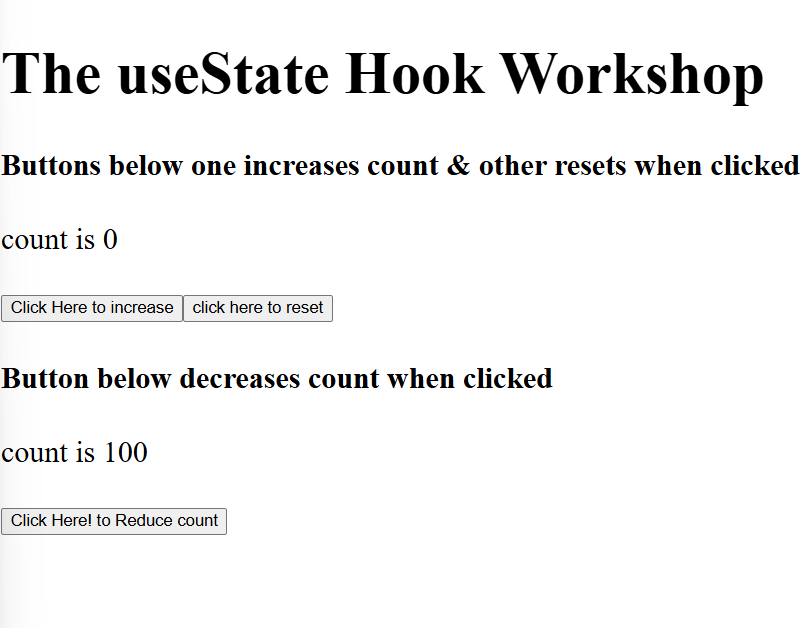 The useState Hook Workshop
Buttons below one increases count & other resets when clicked
count is 0
Click Here to increase click here to reset
Button below decreases count when clicked
count is 100
Click Here! to Reduce count